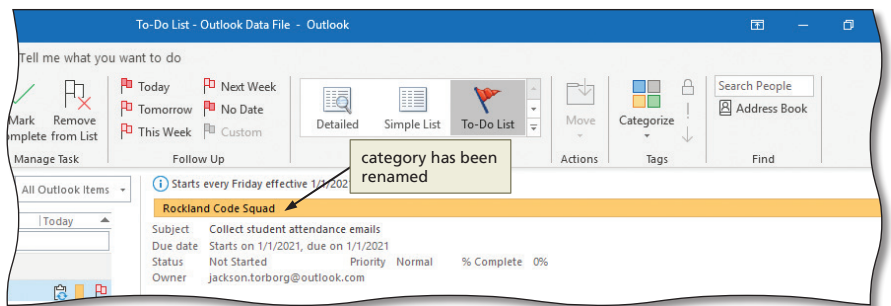 To-Do List - Outlook Data File - Outlook
Tell me what you want to do
Today
Next Week
Tomorrow
No Date
This Week
Custom
Mark
Remove
from List
Detailed
Simple List
To-Do List
Move
Categorize
Search People
Address Book
Manage Task
Follow Up
Actions
Tags
Find
category has been
renamed
All Outlook Items
Starts every Friday effective 1/1/202
Rockland Code Squad
Today
Subject Collect student attendance emails
Due date Starts on 1/1/2021, due on 1/1/2021
Status Not Started Priority Normal % Complete 0%
Owner jackson.torborg@outlook.com